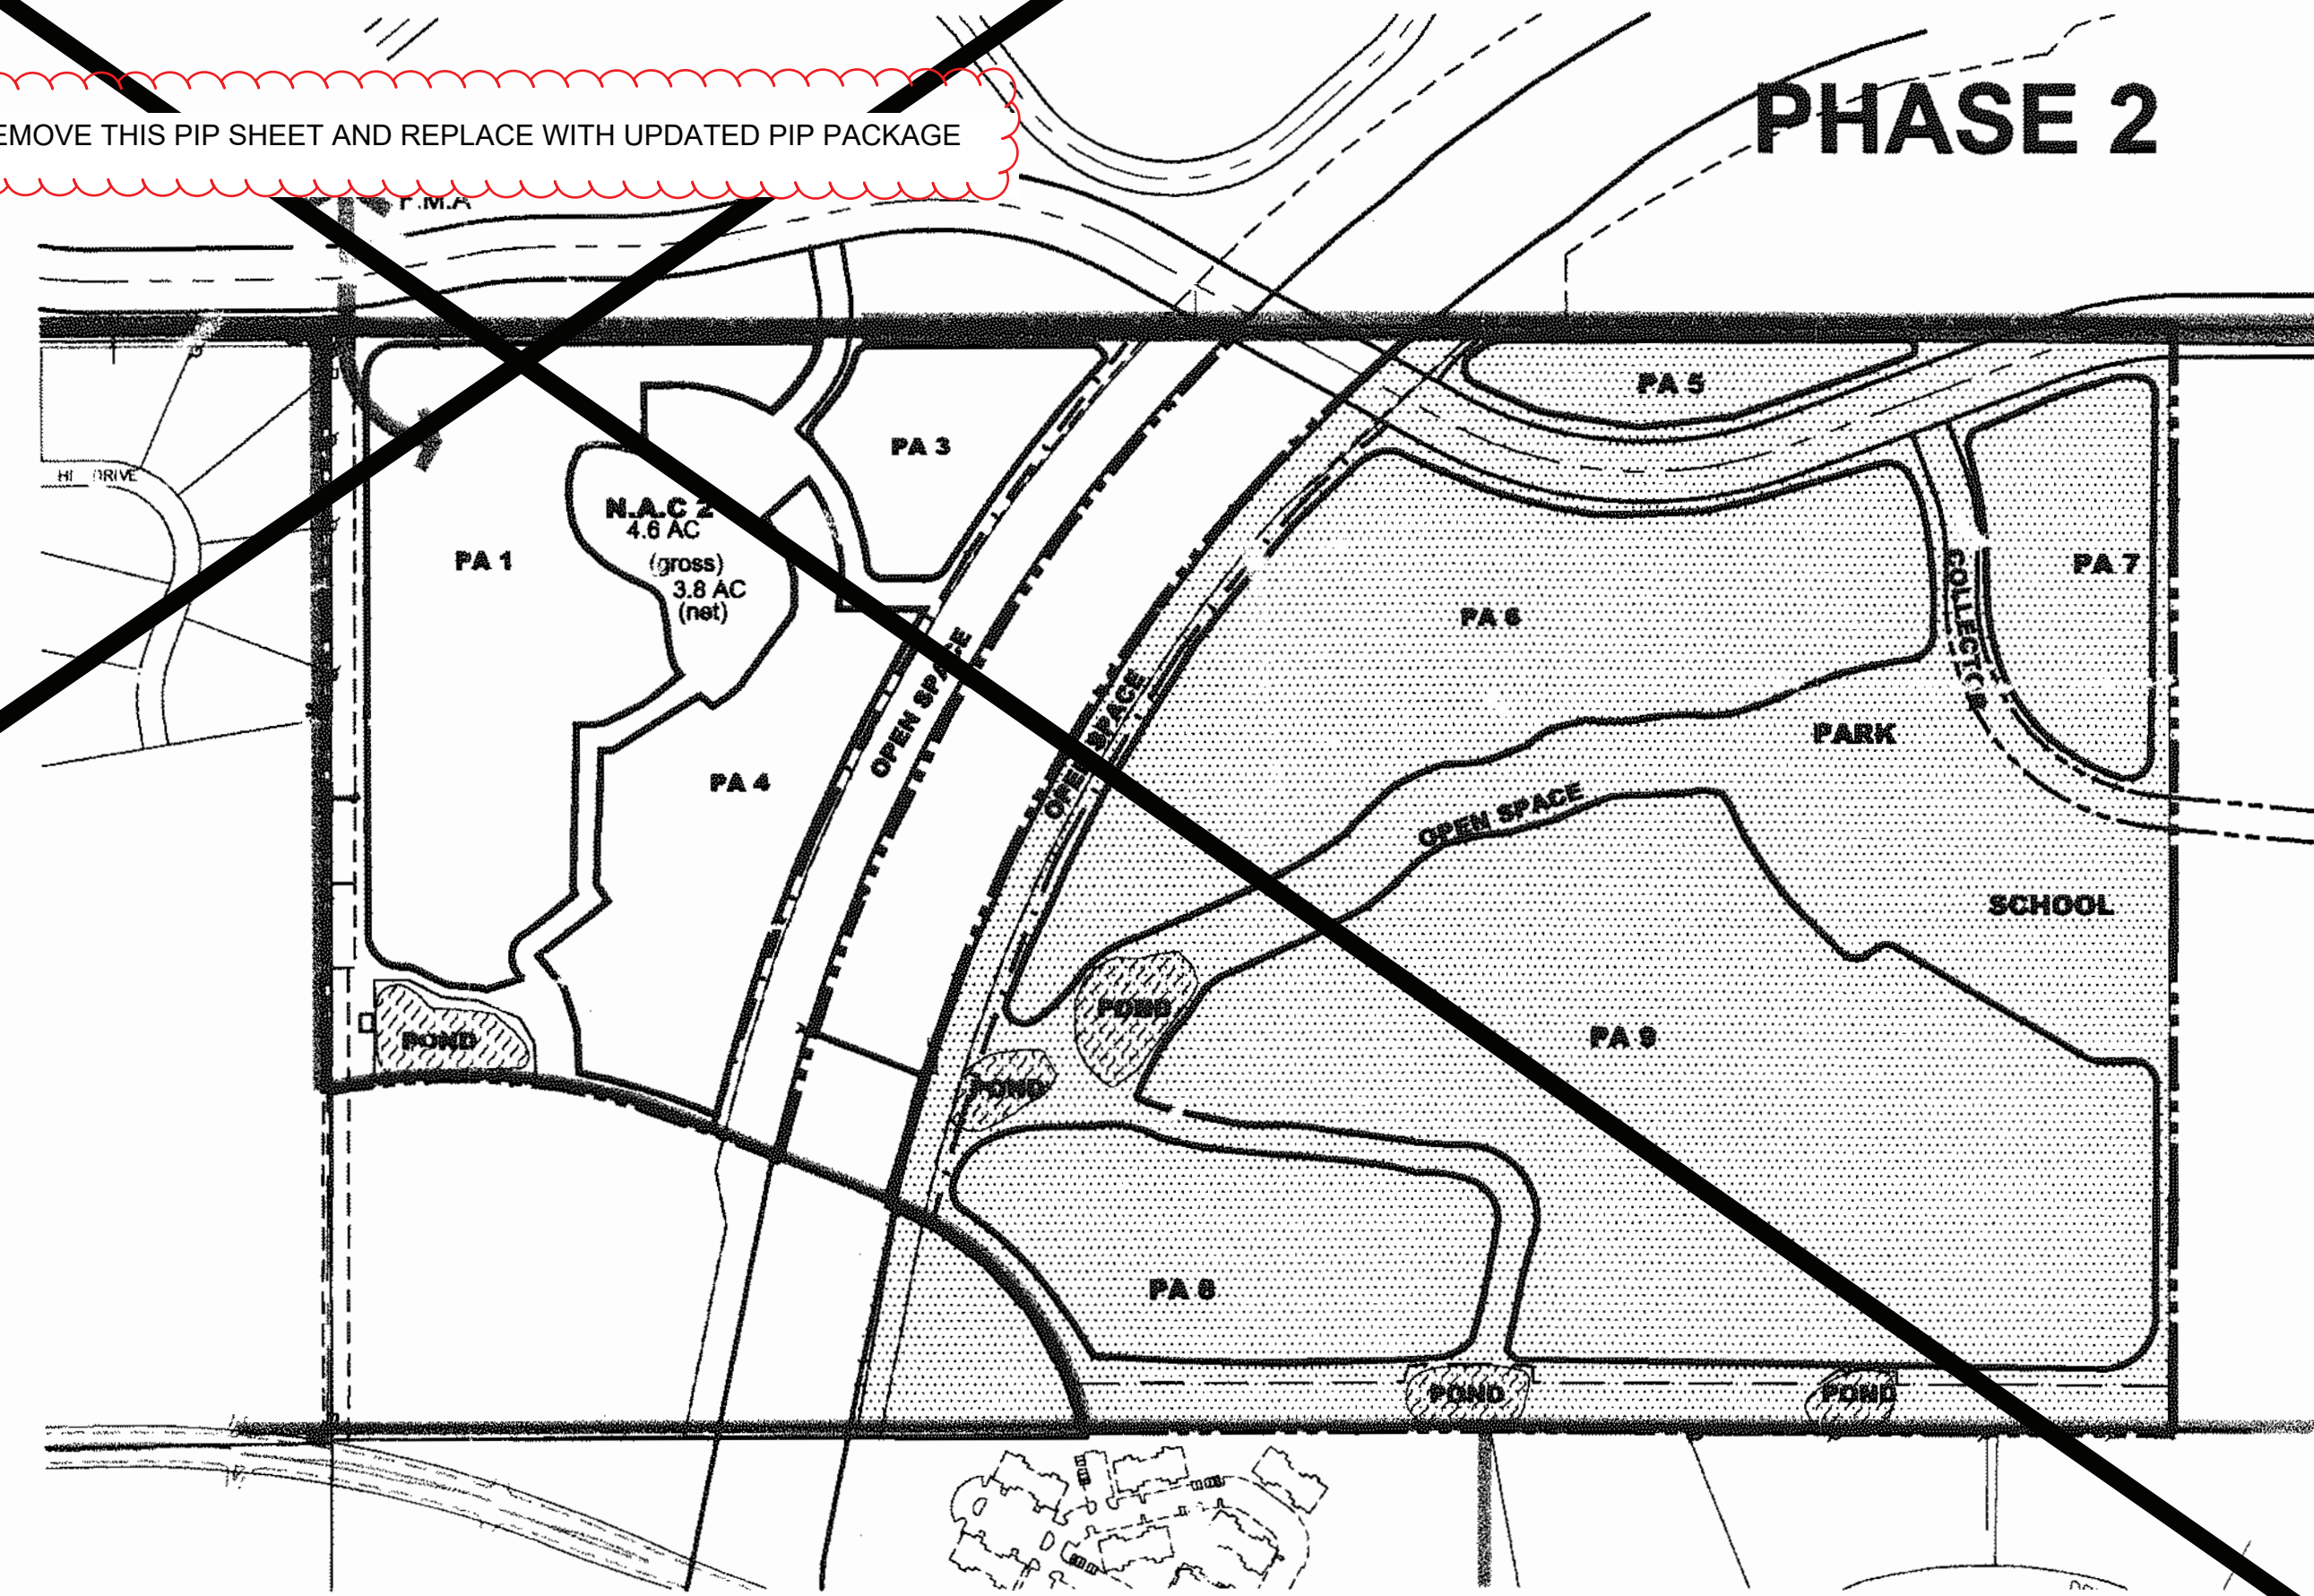 PHASE 2
EMOVE THIS PIP SHEET AND REPLACE WITH UPDATED PIP PACKAGE
F.M.A
PA 5
PA 3
DRIVE
N.A.C 2
4.6 AC
(gross)
3.8 AC
(net)
PA 1
PA 7
COLLECTOR
PA 6
OPEN SPACE
OPEN SPACE
PARK
PA 4
OPEN SPACE
SCHOOL
POND
PA 9
POND
POND
PA 8
POND
POND